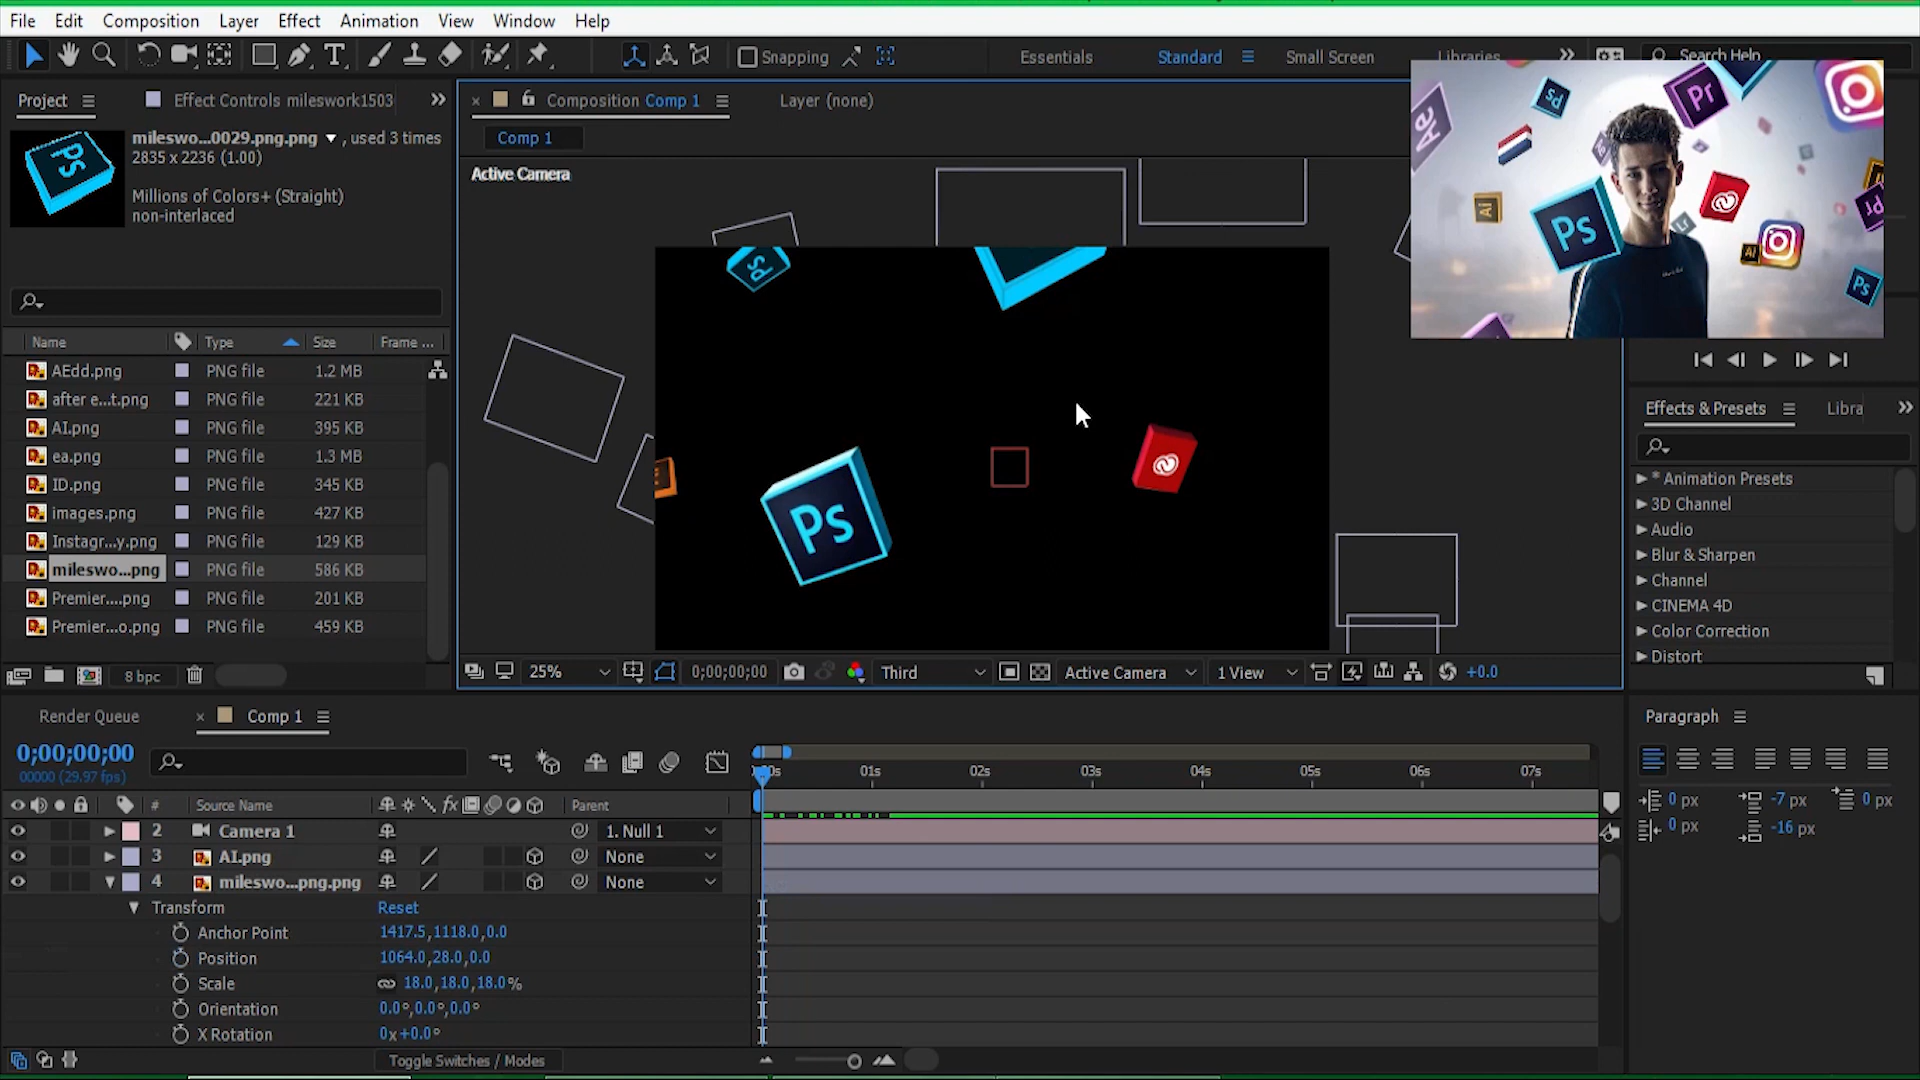 File Edit Composition Layer Effect Animation View Window Help
Snapping Essentials Standard Small Screen Libraries Search Help
Project Effect Controls mileswork1503
mileswo...0029.png.png , used 3 times
2835 x 2236 (1.00)
Millions of Colors+ (Straight)
non-interlaced
Ps
Name Type Size Frame ...
AEdd.png PNG file 1.2 MB
after e...t.png PNG file 221 KB
AI.png PNG file 395 KB
ea.png PNG file 1.3 MB
ID.png PNG file 345 KB
images.png PNG file 427 KB
Instagr...y.png PNG file 129 KB
mileswo...png PNG file 586 KB
Premier....png PNG file 201 KB
Premier...o.png PNG file 459 KB
8 bpc
Composition Comp 1 Layer (none)
Comp 1
Active Camera
Sd
Ps
25% 0;00;00;00 Third Active Camera 1 View +0.0
Ae
Sd
Pr
Ai
Ps
Ai
Ps
Effects & Presets Libra
* Animation Presets
3D Channel
Audio
Blur & Sharpen
Channel
CINEMA 4D
Color Correction
Distort
Render Queue Comp 1
0;00;00;00
00000 (29.97 fps)
01s 02s 03s 04s 05s 06s 07s
# Source Name fx Parent
2 Camera 1 1. Null 1
3 AI.png None
4 mileswo...png.png None
Transform Reset
Anchor Point 1417.5,1118.0,0.0
Position 1064.0,28.0,0.0
Scale 18.0,18.0,18.0%
Orientation 0.0°,0.0°,0.0°
X Rotation 0x+0.0°
Toggle Switches / Modes
Paragraph
0 px -7 px 0 px
0 px -16 px